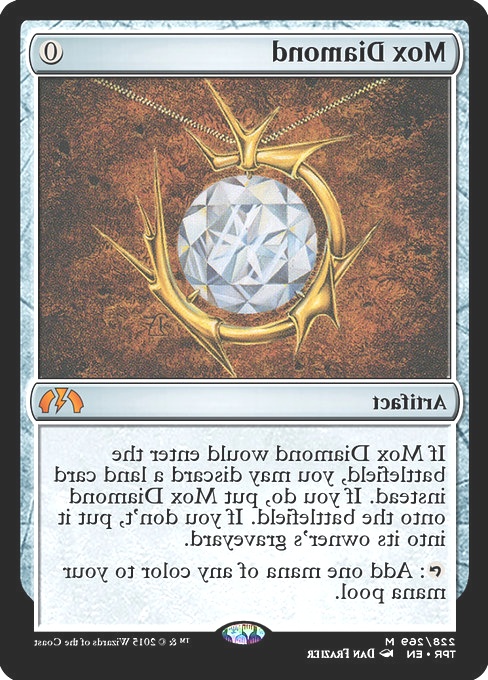 Mox Diamond 0
Artifact
If Mox Diamond would enter the
battlefield, you may discard a land card
instead. If you do, put Mox Diamond
onto the battlefield. If you don't, put it
into its owner's graveyard.
: Add one mana of any color to your
mana pool.
228/269 M
TPR • EN Dan Frazier
™ & © 2015 Wizards of the Coast